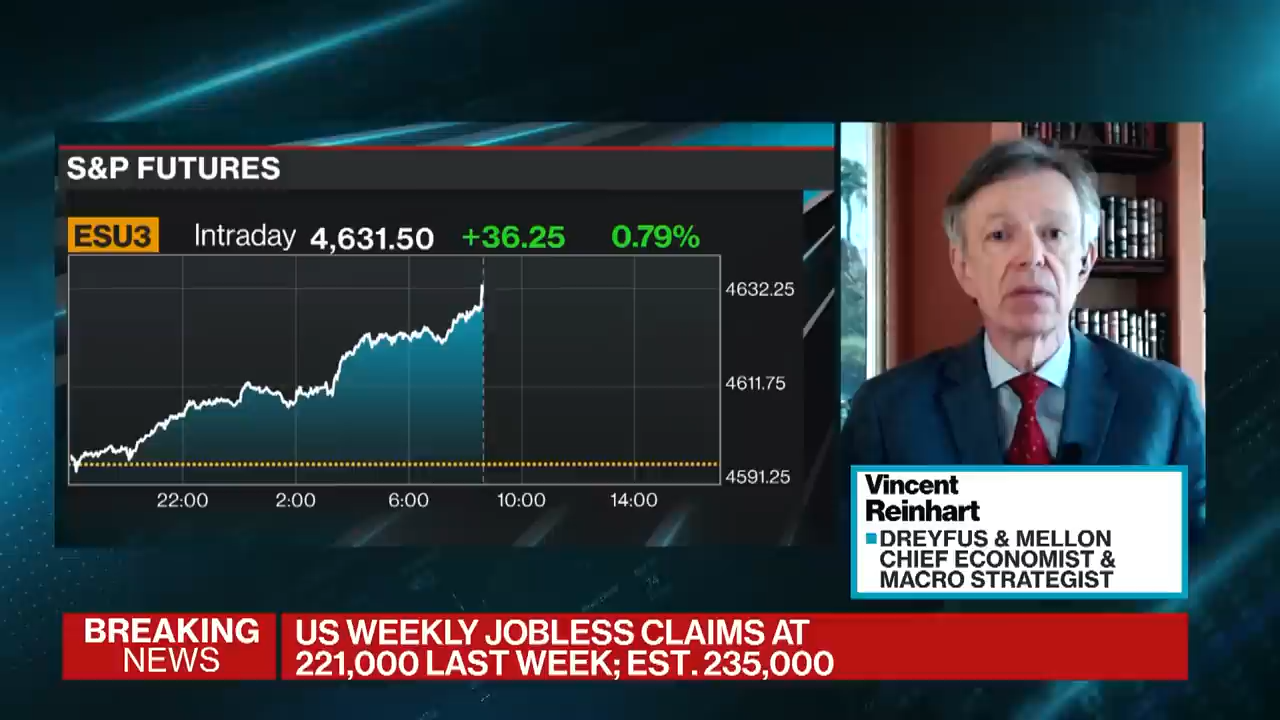 S&P FUTURES
ESU3 Intraday 4,631.50 +36.25 0.79%
4632.25
4611.75
4591.25
22:00 2:00 6:00 10:00 14:00
Vincent
Reinhart
DREYFUS & MELLON
CHIEF ECONOMIST &
MACRO STRATEGIST
BREAKING
NEWS
US WEEKLY JOBLESS CLAIMS AT
221,000 LAST WEEK; EST. 235,000